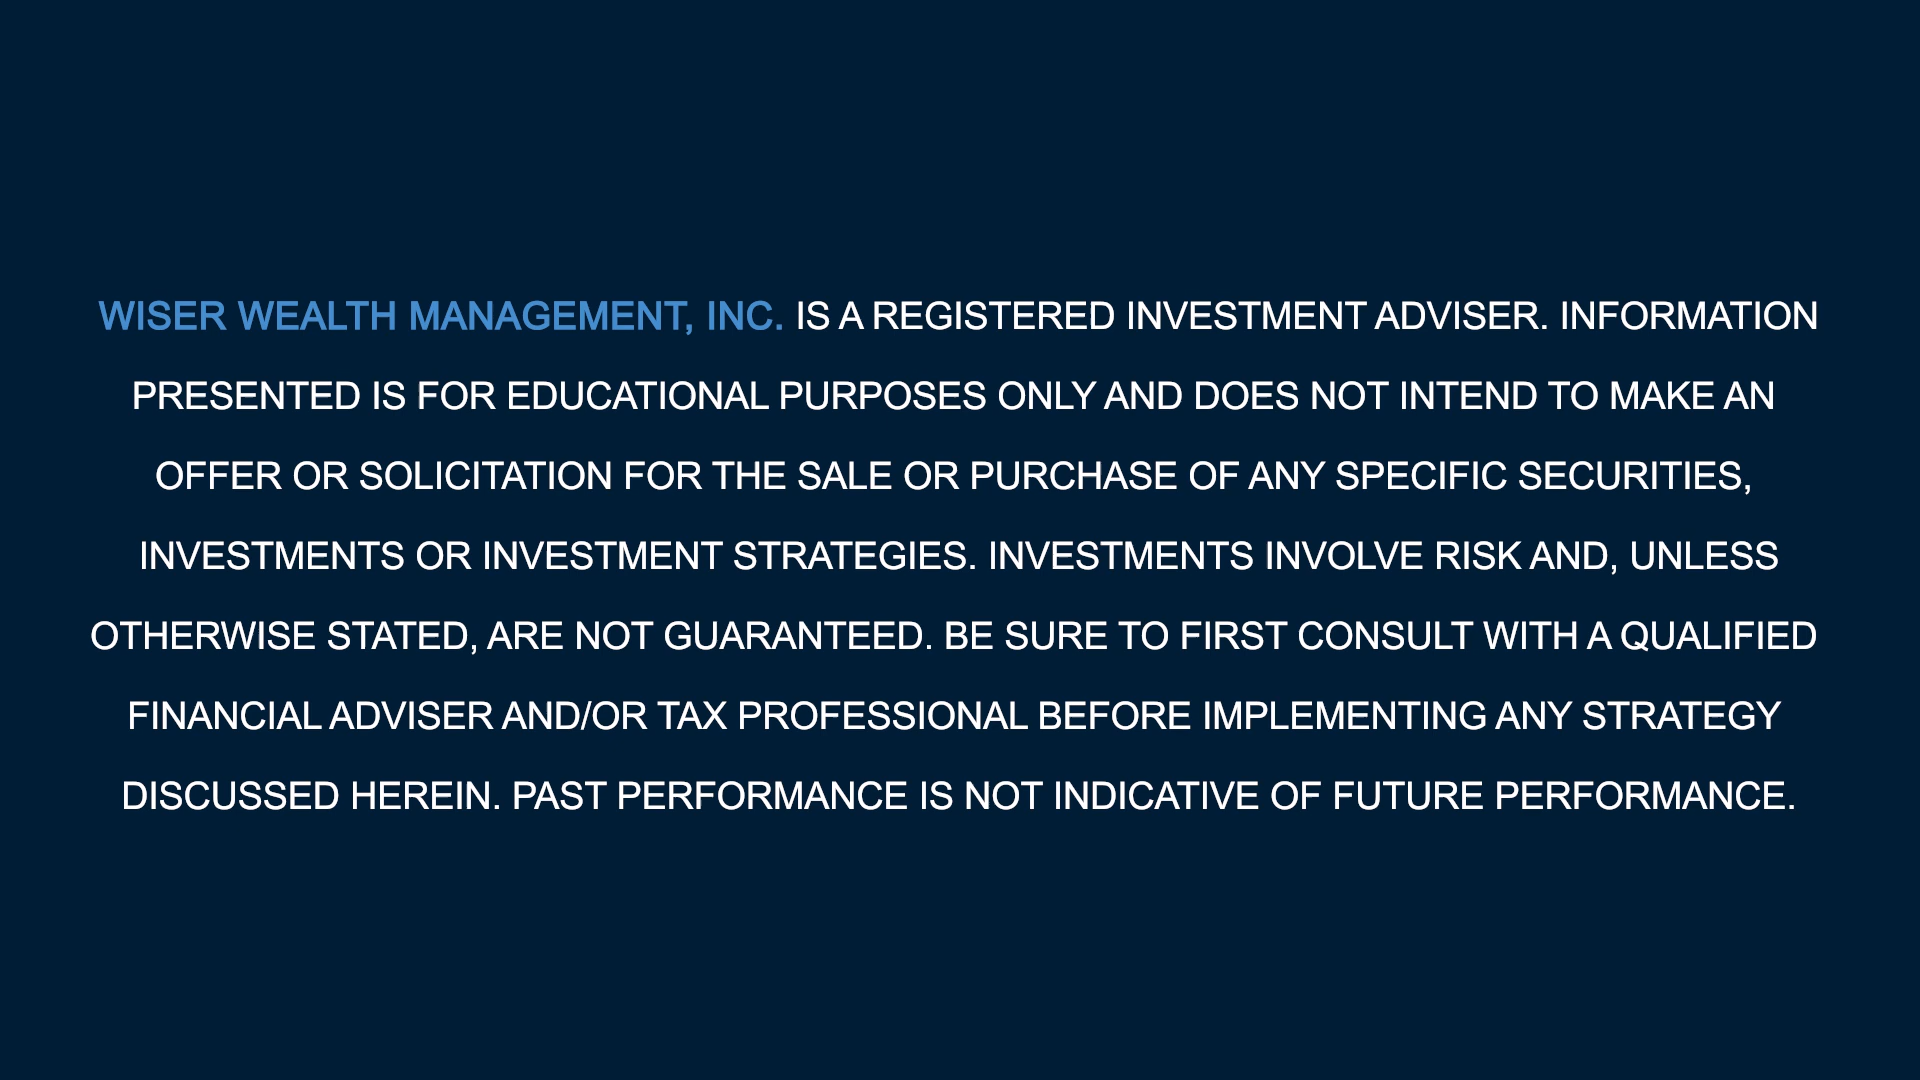 WISER WEALTH MANAGEMENT, INC. IS A REGISTERED INVESTMENT ADVISER. INFORMATION
PRESENTED IS FOR EDUCATIONAL PURPOSES ONLY AND DOES NOT INTEND TO MAKE AN
OFFER OR SOLICITATION FOR THE SALE OR PURCHASE OF ANY SPECIFIC SECURITIES,
INVESTMENTS OR INVESTMENT STRATEGIES. INVESTMENTS INVOLVE RISK AND, UNLESS
OTHERWISE STATED, ARE NOT GUARANTEED. BE SURE TO FIRST CONSULT WITH A QUALIFIED
FINANCIAL ADVISER AND/OR TAX PROFESSIONAL BEFORE IMPLEMENTING ANY STRATEGY
DISCUSSED HEREIN. PAST PERFORMANCE IS NOT INDICATIVE OF FUTURE PERFORMANCE.